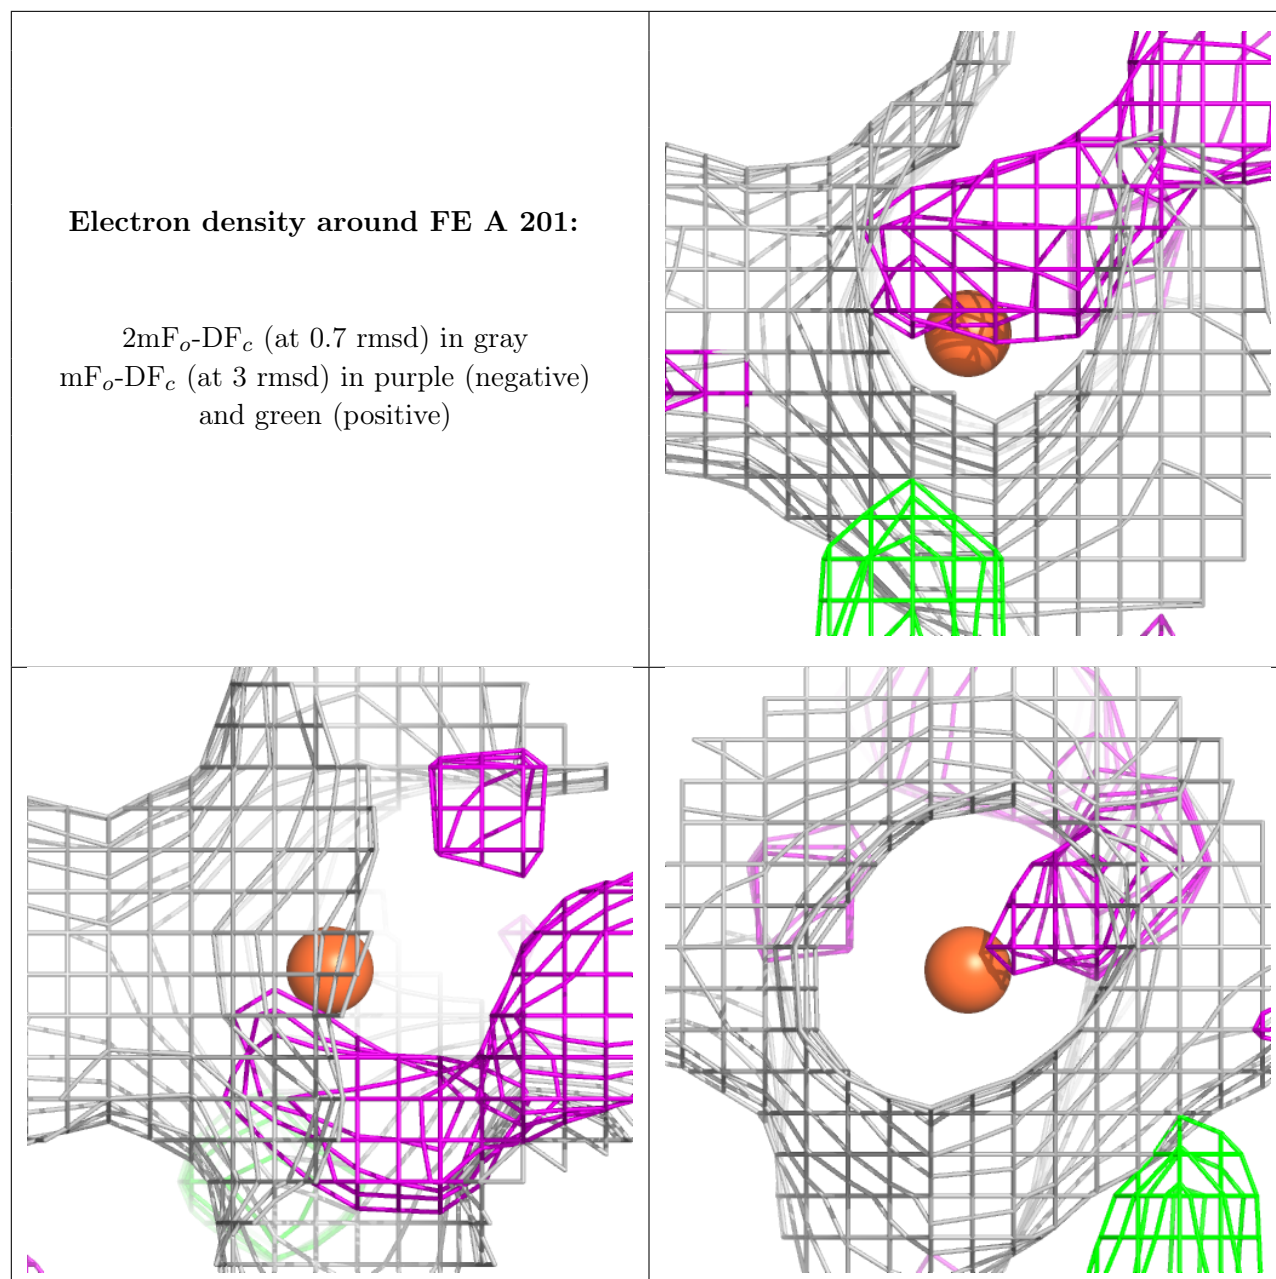 Electron density around FE A 201:
2mFo-DFc (at 0.7 rmsd) in gray
mFo-DFc (at 3 rmsd) in purple (negative)
and green (positive)